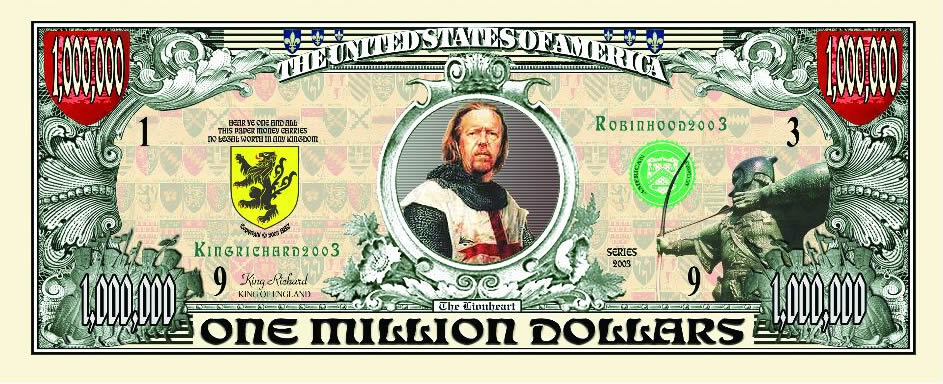 1,000,000
THE UNITED STATES OF AMERICA
1,000,000
1
HEAR YE ONE AND ALL
THIS PAPER MONEY CARRIES
NO LEGAL WORTH IN ANY KINGDOM
ROBINHOOD2003
3
KINGRICHARD2003
SERIES
2003
9
King Richard
KING OF ENGLAND
9
1,000,000
The Lionheart
1,000,000
ONE MILLION DOLLARS